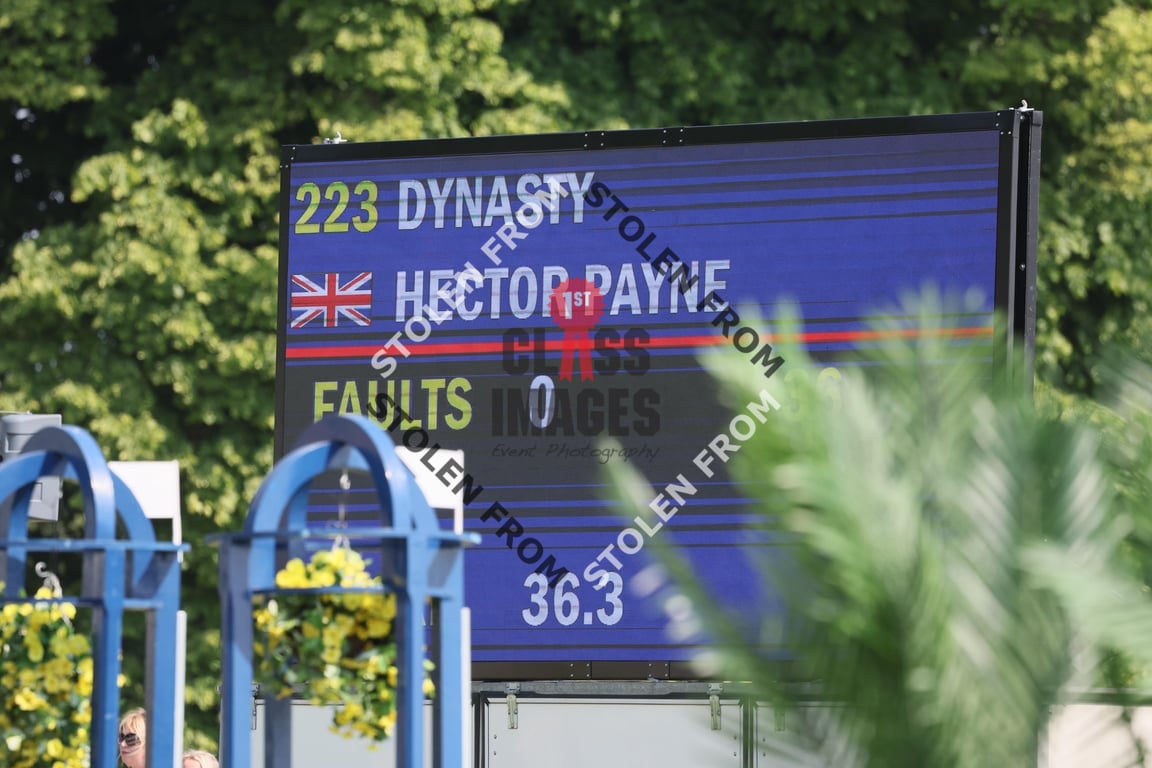 223 DYNASTY
HECTOR PAYNE
FAULTS 0
36.3
STOLEN FROM
STOLEN FROM
STOLEN FROM
STOLEN FROM
1ST
CLASS
IMAGES
Event Photography